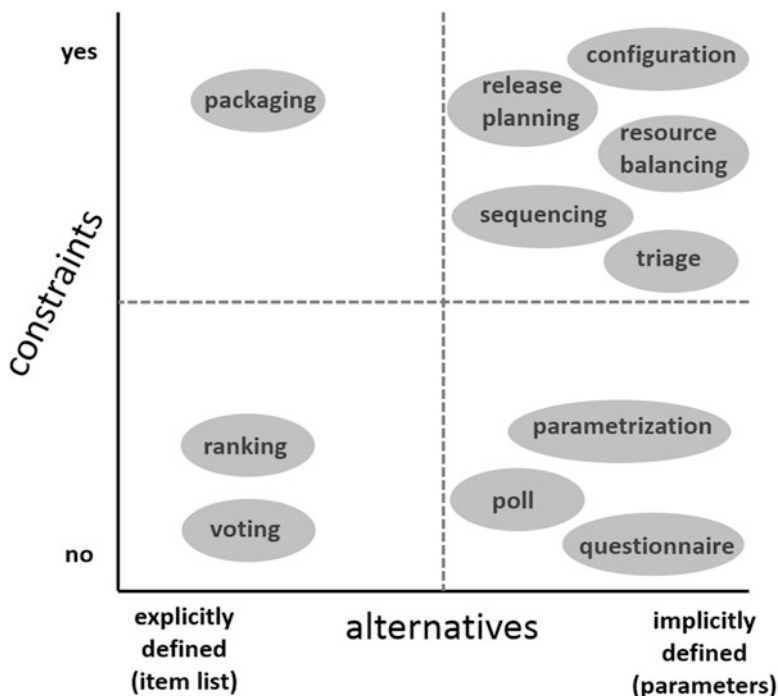 yes
configuration
packaging
release
planning
resource
balancing
sequencing
triage
constraints
ranking
parametrization
voting
poll
questionnaire
no
explicitly
defined
(item list)
alternatives
implicitly
defined
(parameters)